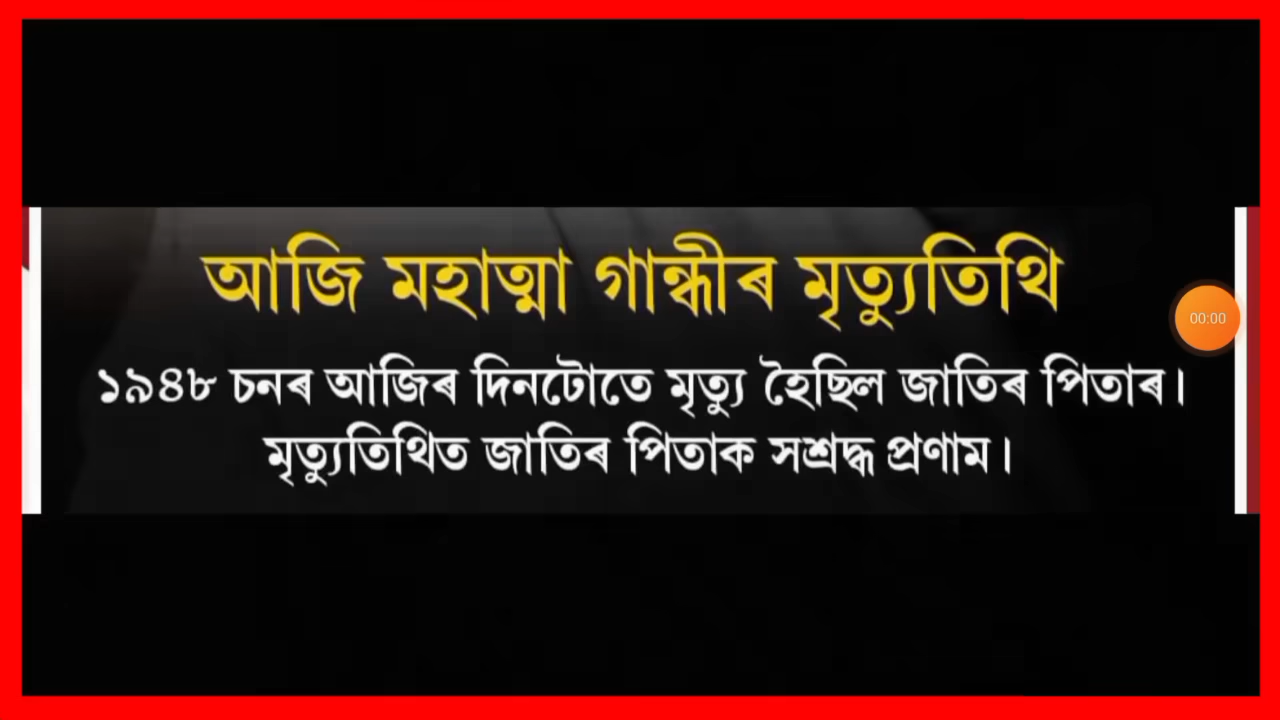 আজি মহাত্মা গান্ধীৰ মৃত্যুতিথি
১৯৪৮ চনৰ আজিৰ দিনটোতে মৃত্যু হৈছিল জাতিৰ পিতাৰ।
মৃত্যুতিথিত জাতিৰ পিতাক সশ্ৰদ্ধ প্ৰণাম।
00:00